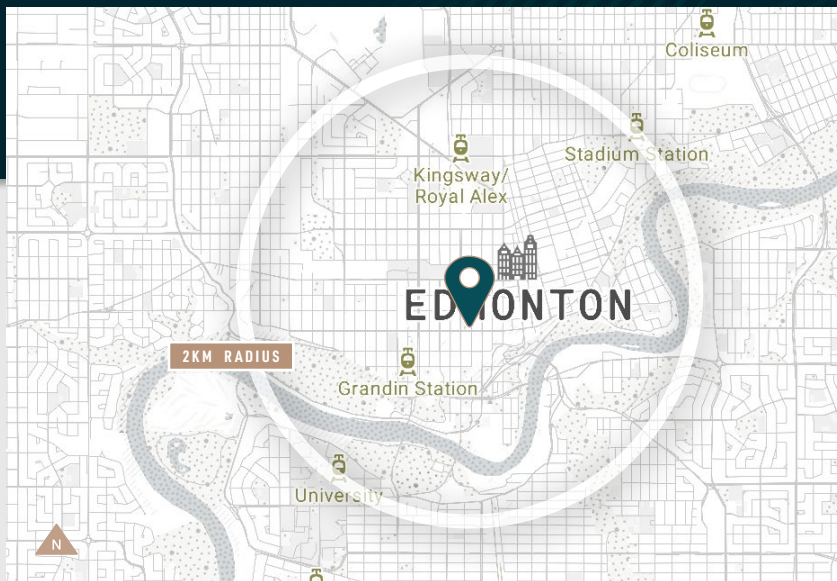 Coliseum
Stadium Station
Kingsway/
Royal Alex
EDMONTON
2KM RADIUS
Grandin Station
University
N